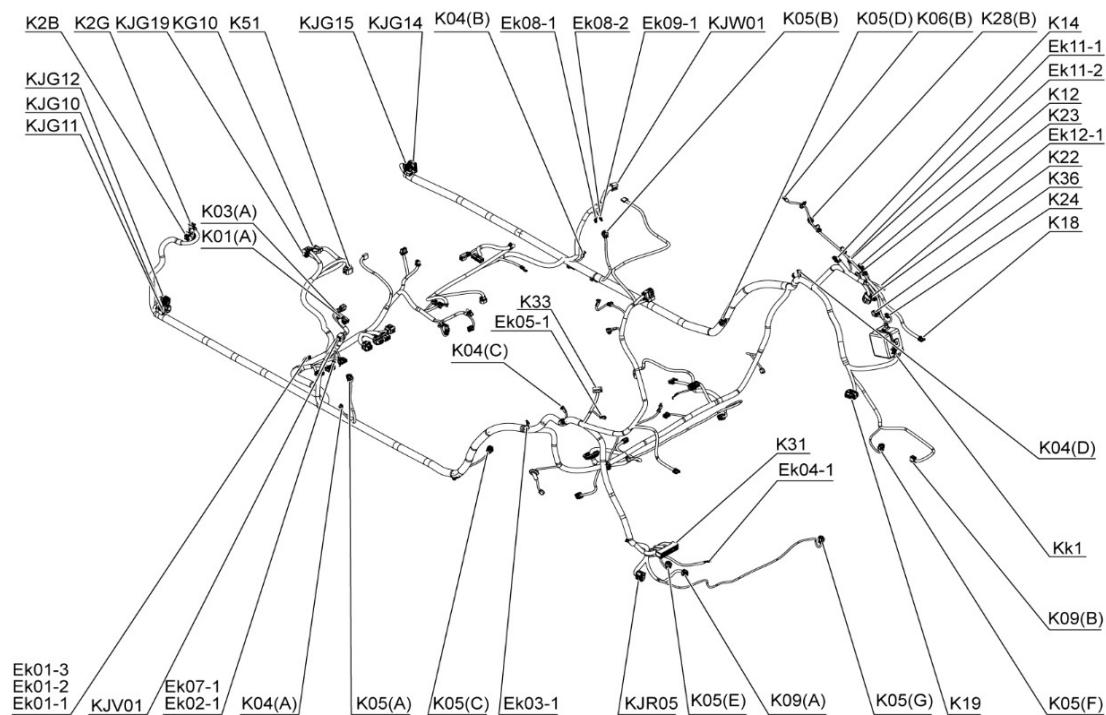 K2B
K2G
KJG19
KG10
K51
KJG15
KJG14
K04(B)
Ek08-1
Ek08-2
Ek09-1
KJW01
K05(B)
K05(D)
K06(B)
K28(B)
K14
Ek11-1
Ek11-2
K12
K23
Ek12-1
K22
K36
K24
K18
KJG12
KJG10
KJG11
K03(A)
K01(A)
K33
Ek05-1
K04(C)
K31
Ek04-1
K04(D)
Kk1
K09(B)
Ek01-3
Ek01-2
Ek01-1
KJV01
Ek07-1
Ek02-1
K04(A)
K05(A)
K05(C)
Ek03-1
KJR05
K05(E)
K09(A)
K05(G)
K19
K05(F)